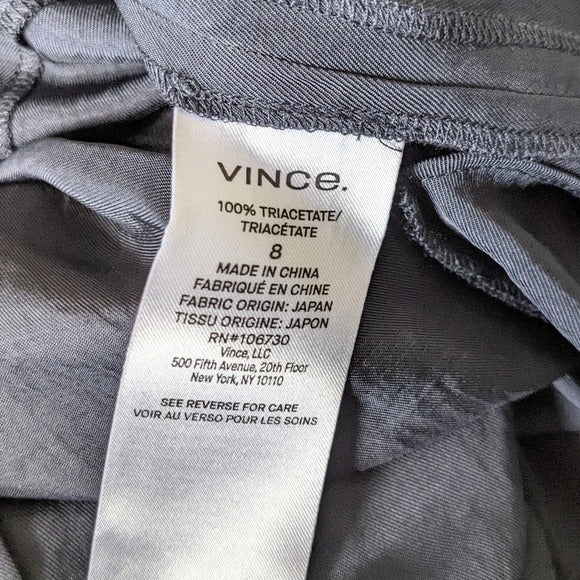 VINCe.
100% TRIACETATE/
TRIACÉTATE
8
MADE IN CHINA
FABRIQUÉ EN CHINE
FABRIC ORIGIN: JAPAN
TISSU ORIGINE: JAPON
RN#106730
Vince, LLC
500 Fifth Avenue, 20th Floor
New York, NY 10110
SEE REVERSE FOR CARE
VOIR AU VERSO POUR LES SOINS